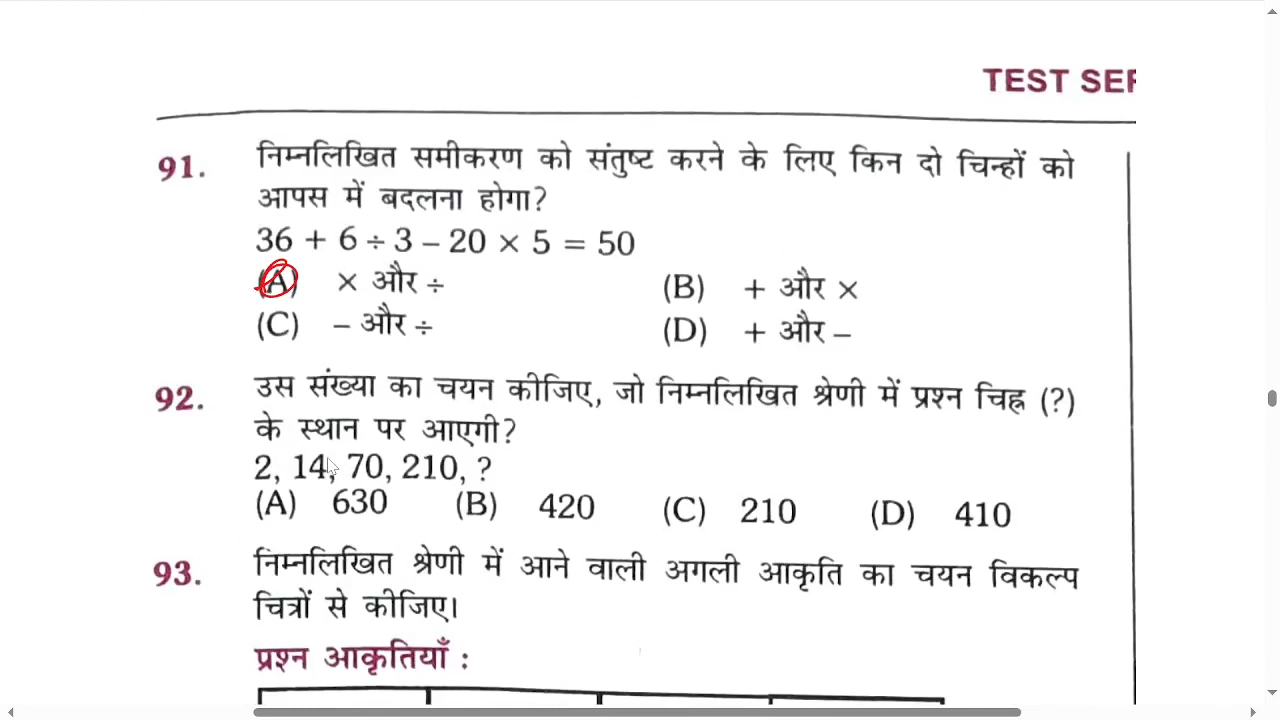 TEST SER
91. निम्नलिखित समीकरण को संतुष्ट करने के लिए किन दो चिन्हों को
आपस में बदलना होगा?
36 + 6 ÷ 3 – 20 × 5 = 50
(A) × और ÷ (B) + और ×
(C) – और ÷ (D) + और –
92. उस संख्या का चयन कीजिए, जो निम्नलिखित श्रेणी में प्रश्न चिह्न (?)
के स्थान पर आएगी?
2, 14, 70, 210, ?
(A) 630 (B) 420 (C) 210 (D) 410
93. निम्नलिखित श्रेणी में आने वाली अगली आकृति का चयन विकल्प
चित्रों से कीजिए।
प्रश्न आकृतियाँ :